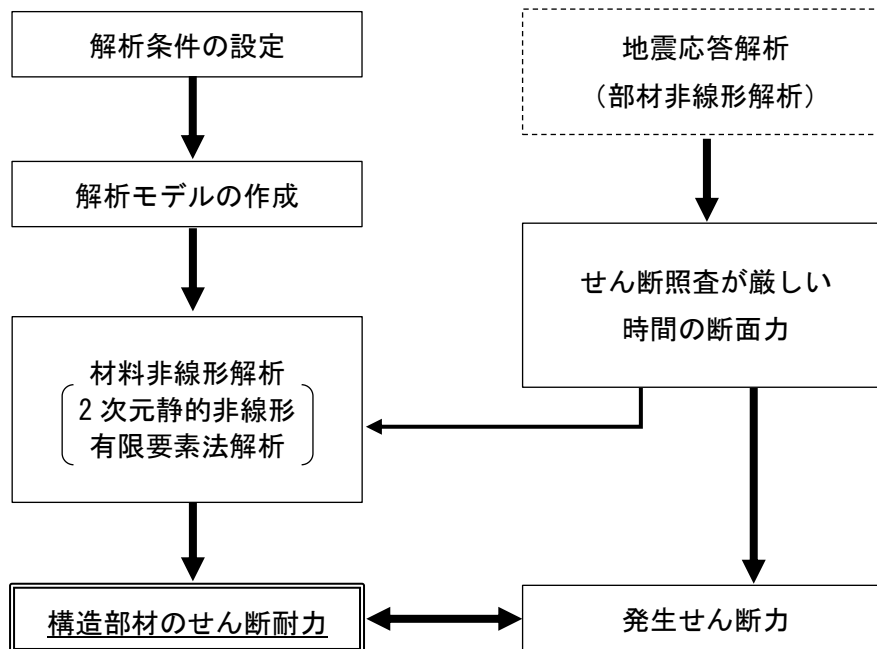 解析条件の設定
解析モデルの作成
材料非線形解析
2次元静的非線形
有限要素法解析
構造部材のせん断耐力
地震応答解析
（部材非線形解析）
せん断照査が厳しい
時間の断面力
発生せん断力